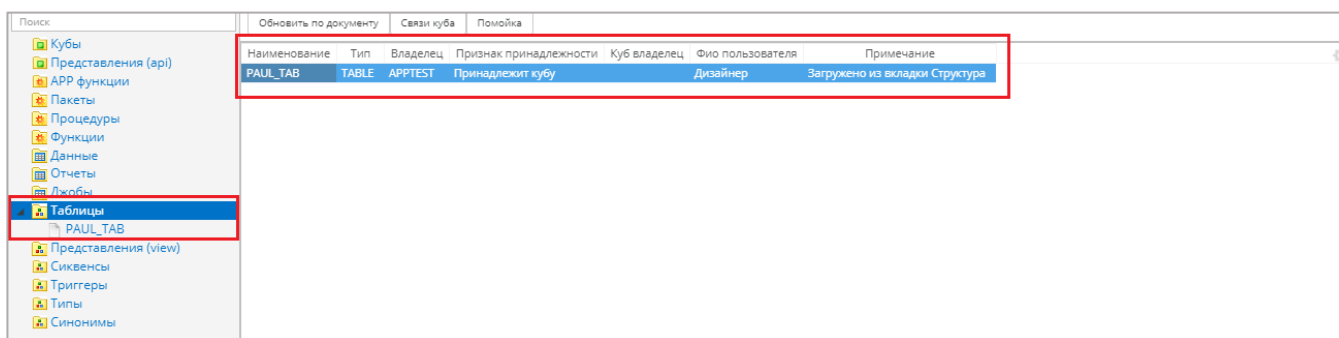 Поиск
Кубы
Представления (api)
APP функции
Пакеты
Процедуры
Функции
Данные
Отчеты
Джобы
Таблицы
PAUL_TAB
Представления (view)
Сиквенсы
Триггеры
Типы
Синонимы
Обновить по документу Связи куба Помойка
Наименование Тип Владелец Признак принадлежности Куб владелец Фио пользователя Примечание
PAUL_TAB TABLE APPTEST Принадлежит кубу Дизайнер Загружено из вкладки Структура